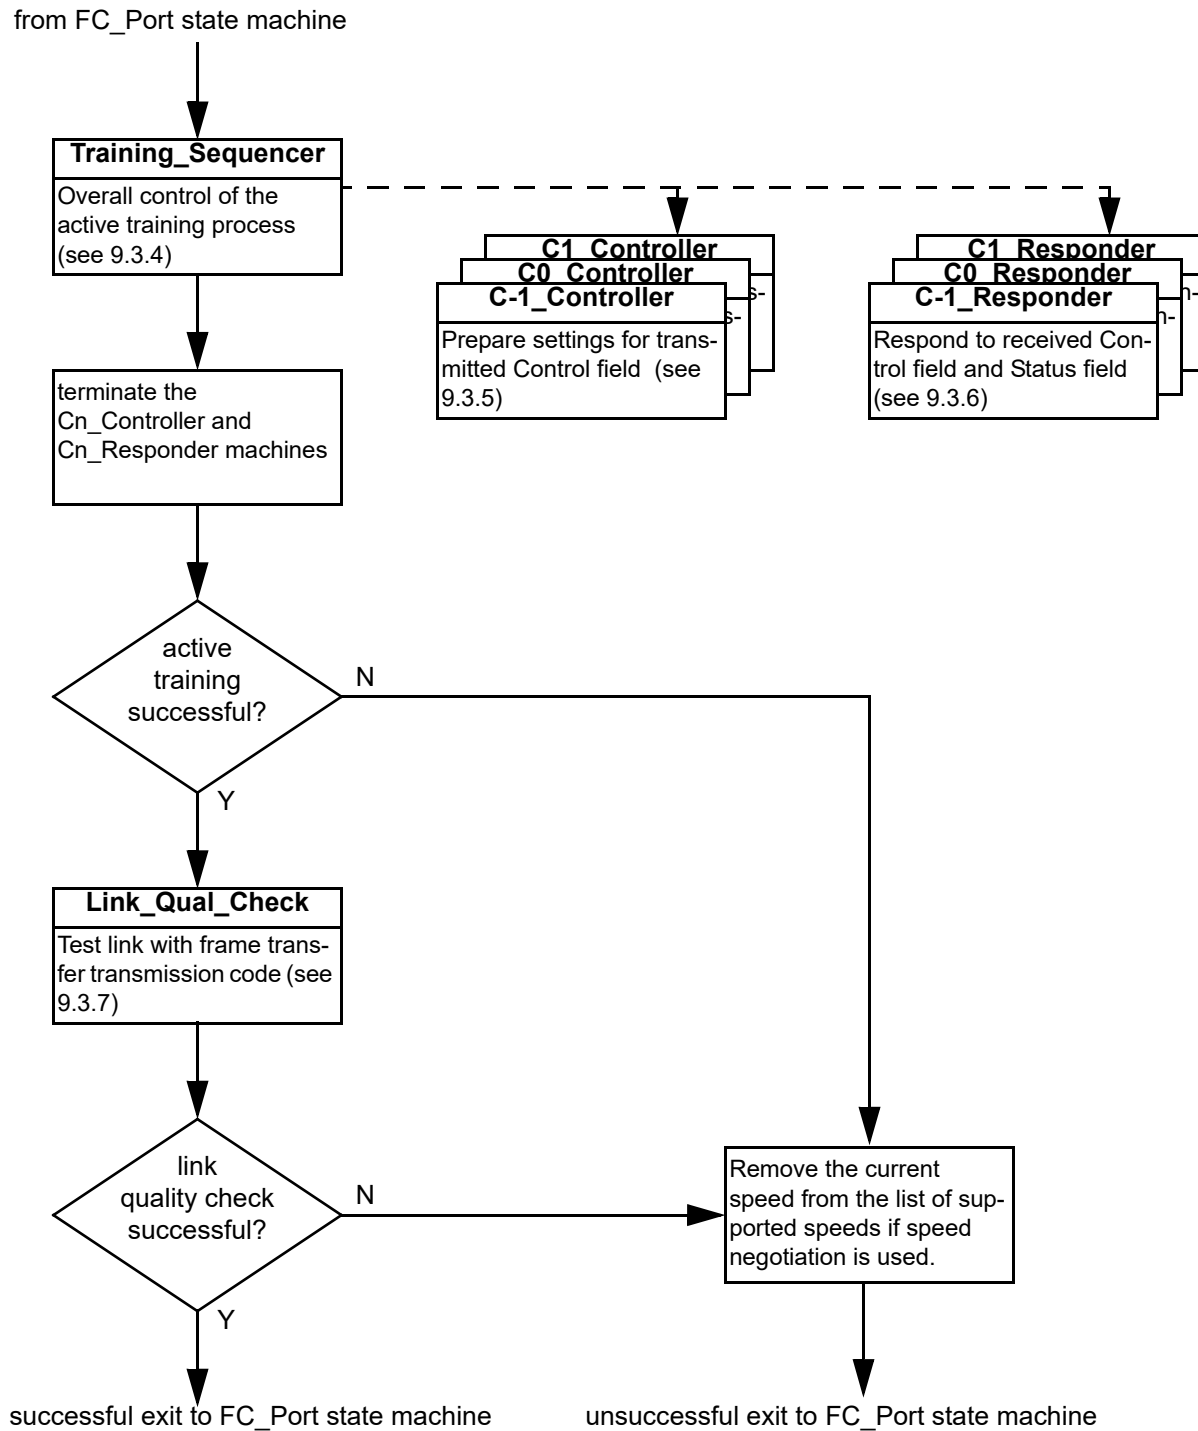 from FC_Port state machine
Training_Sequencer
Overall control of the
active training process
(see 9.3.4)
C1_Controller
s-
C0_Controller
s-
C-1_Controller
Prepare settings for trans-
mitted Control field (see
9.3.5)
C1_Responder
n-
C0_Responder
n-
C-1_Responder
Respond to received Con-
trol field and Status field
(see 9.3.6)
terminate the
Cn_Controller and
Cn_Responder machines
active
training
successful?
N
Y
Link_Qual_Check
Test link with frame trans-
fer transmission code (see
9.3.7)
link
quality check
successful?
N
Y
Remove the current
speed from the list of sup-
ported speeds if speed
negotiation is used.
successful exit to FC_Port state machine
unsuccessful exit to FC_Port state machine